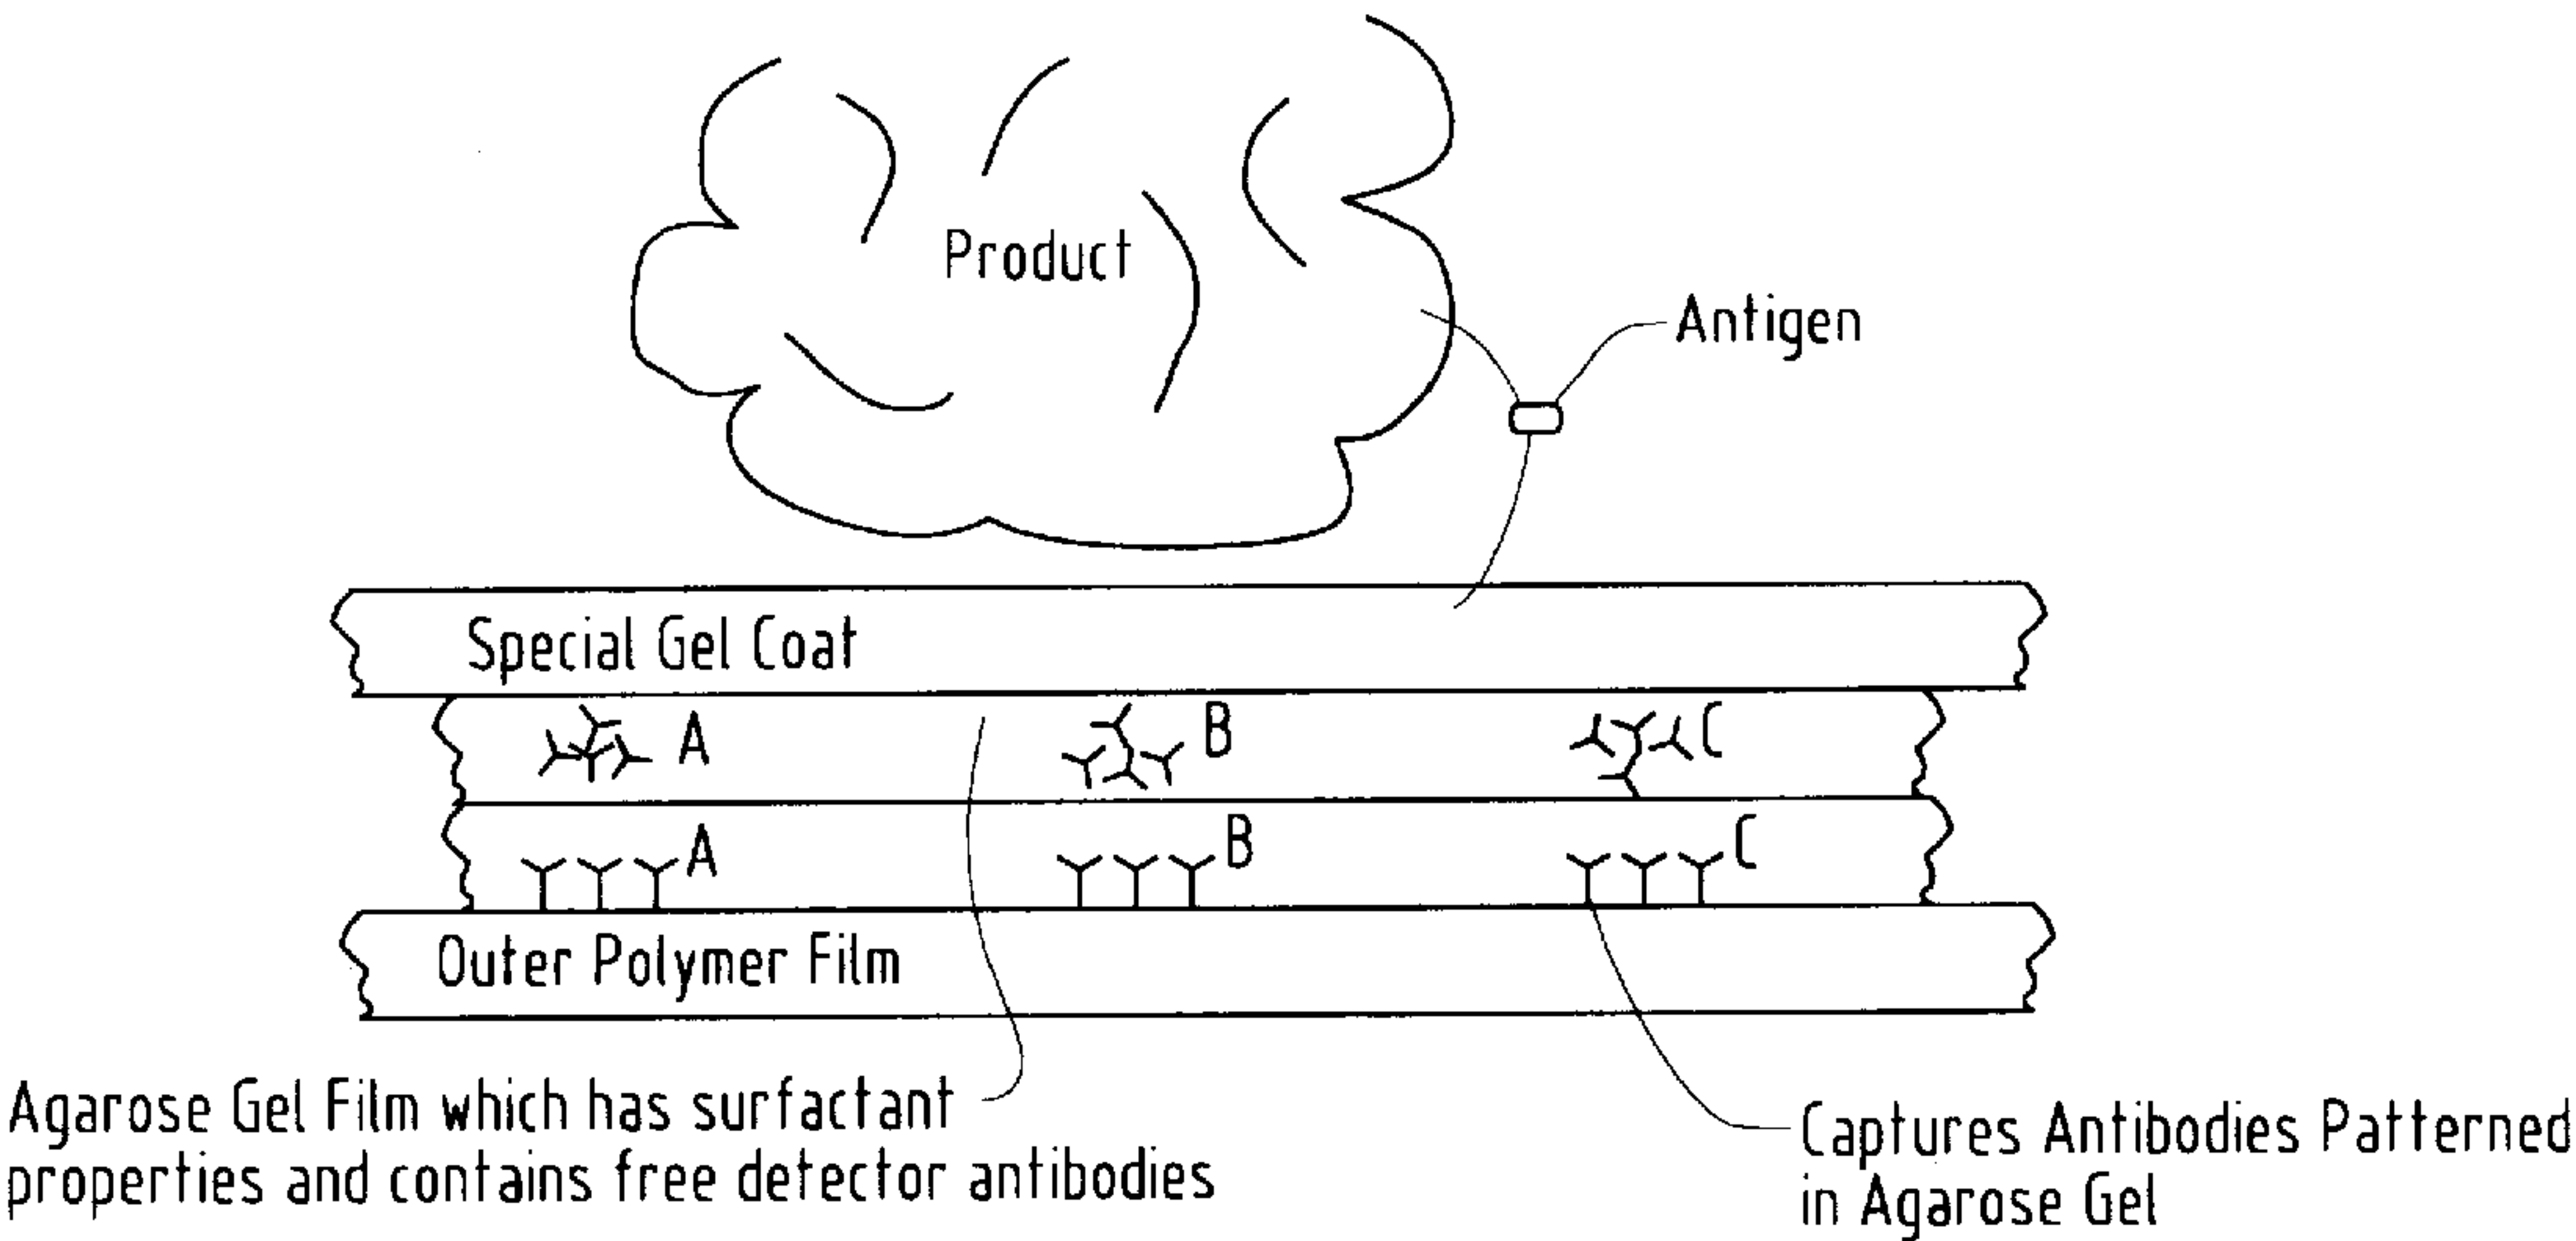 Product
Antigen
Special Gel Coat
A
B
C
A
B
C
Outer Polymer Film
Agarose Gel Film which has surfactant
properties and contains free detector antibodies
Captures Antibodies Patterned
in Agarose Gel